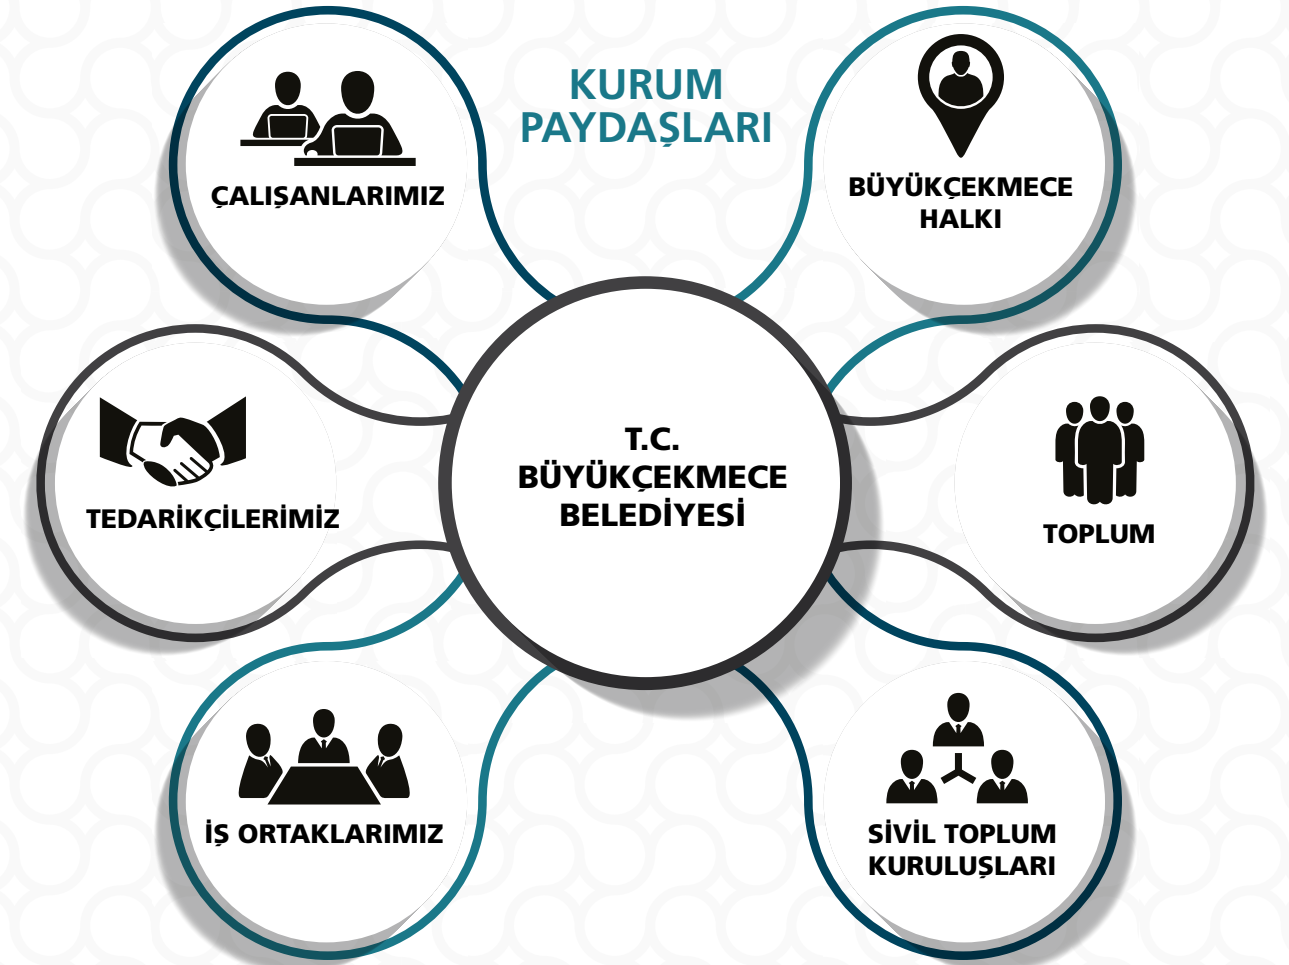 KURUM
PAYDAŞLARI
ÇALIŞANLARIMIZ
BÜYÜKÇEKMECE
HALKI
TEDARİKÇİLERİMİZ
T.C.
BÜYÜKÇEKMECE
BELEDİYESİ
TOPLUM
İŞ ORTAKLARIMIZ
SİVİL TOPLUM
KURULUŞLARI